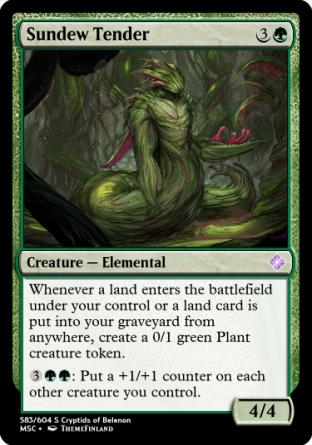 Sundew Tender 3
Creature — Elemental
Whenever a land enters the battlefield
under your control or a land card is
put into your graveyard from
anywhere, create a 0/1 green Plant
creature token.
3: Put a +1/+1 counter on each
other creature you control.
4/4
583/604 S Cryptids of Belenon
MSC • ThemeFinland